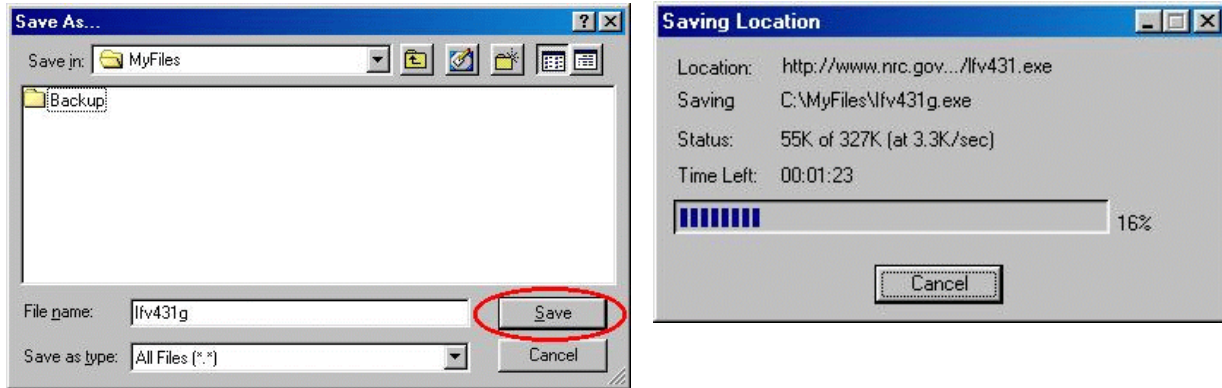 Save As...
Save in: MyFiles
Backup
File name: lfv431g Save
Save as type: All Files (*.*) Cancel
Saving Location
Location: http://www.nrc.gov.../lfv431.exe
Saving C:\MyFiles\lfv431g.exe
Status: 55K of 327K (at 3.3K/sec)
Time Left: 00:01:23
16%
Cancel